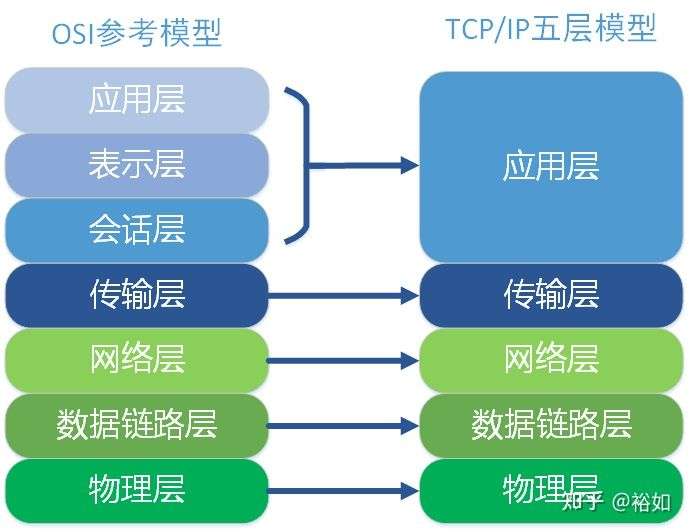 OSI参考模型
TCP/IP五层模型
应用层
表示层
会话层
传输层
网络层
数据链路层
物理层
应用层
传输层
网络层
数据链路层
物理层
知乎 @裕如